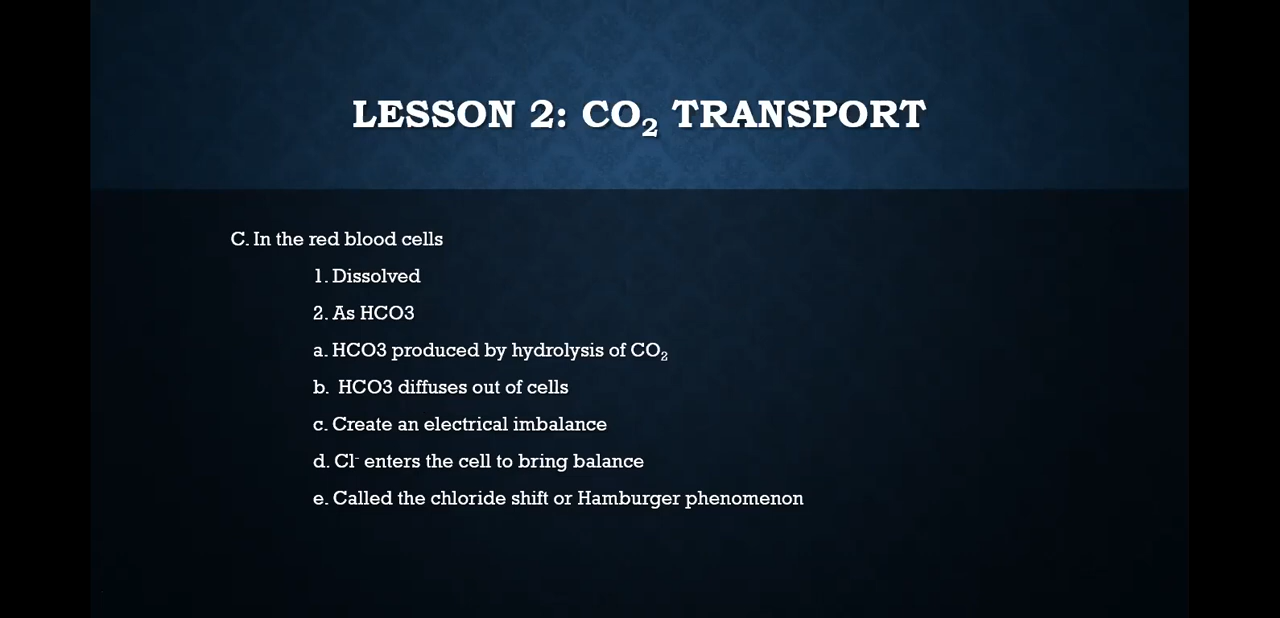 LESSON 2: CO₂ TRANSPORT
C. In the red blood cells
1. Dissolved
2. As HCO3
a. HCO3 produced by hydrolysis of CO₂
b. HCO3 diffuses out of cells
c. Create an electrical imbalance
d. Cl⁻ enters the cell to bring balance
e. Called the chloride shift or Hamburger phenomenon